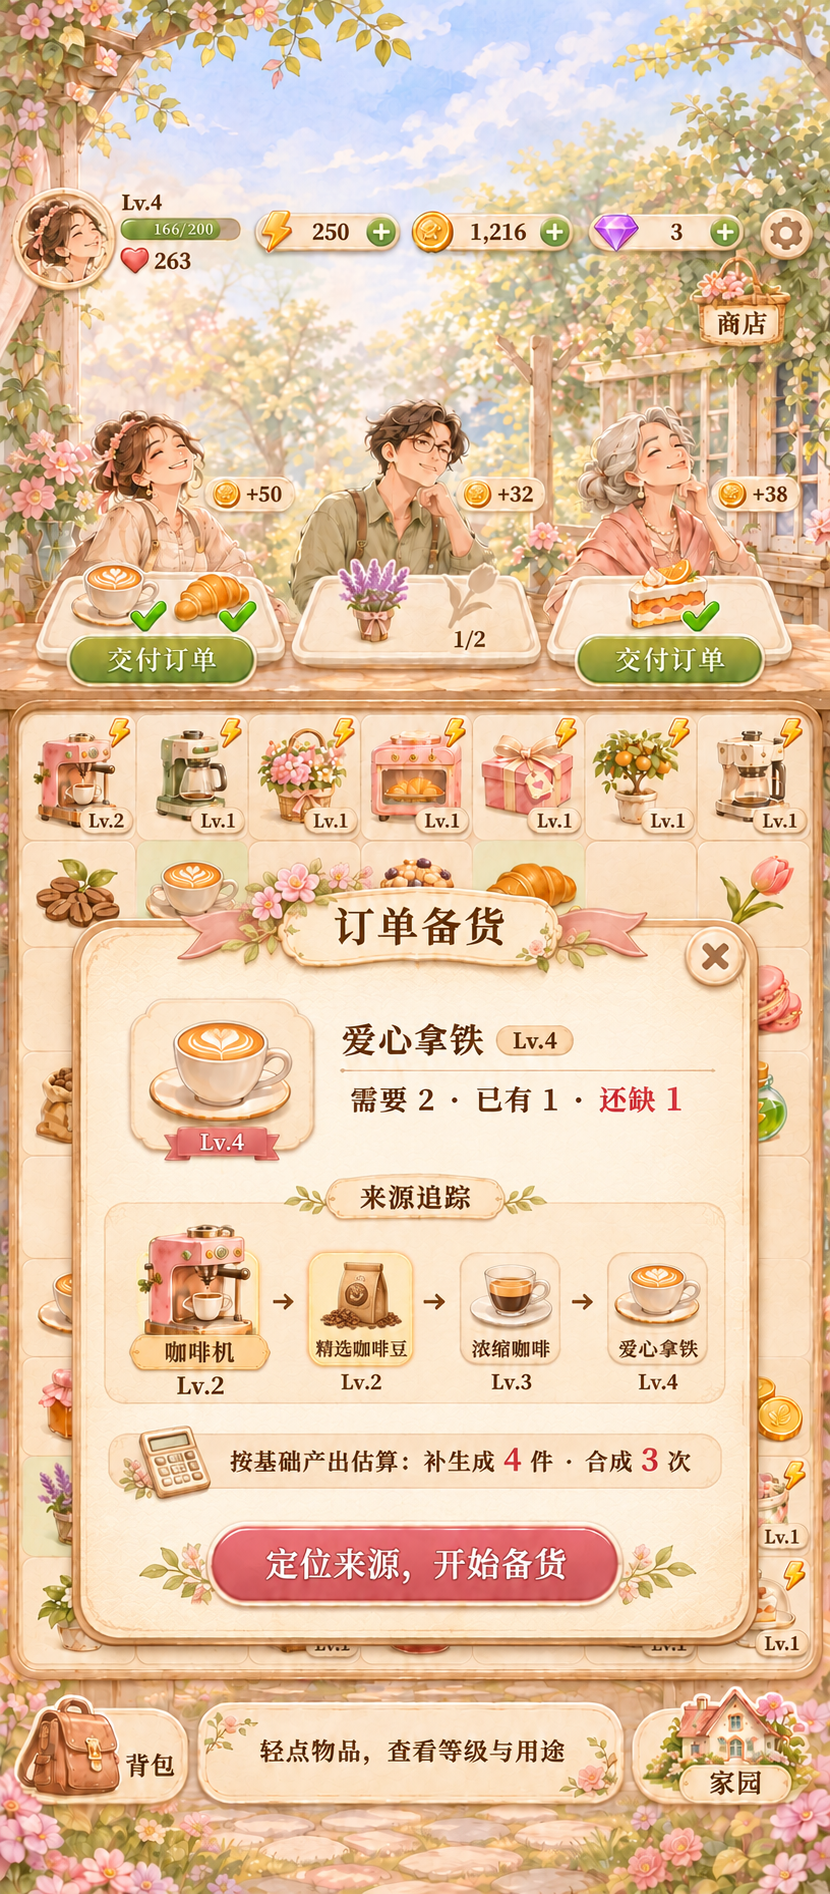 Lv.4
166/200
263
250
1,216
3
商店
+50
+32
+38
1/2
交付订单
交付订单
Lv.2
Lv.1
Lv.1
Lv.1
Lv.1
Lv.1
Lv.1
订单备货
爱心拿铁 Lv.4
需要 2 · 已有 1 · 还缺 1
Lv.4
来源追踪
咖啡机
精选咖啡豆
浓缩咖啡
爱心拿铁
Lv.2
Lv.2
Lv.3
Lv.4
按基础产出估算：补生成 4 件 · 合成 3 次
Lv.1
定位来源，开始备货
Lv.1
Lv.1
Lv.1
背包
轻点物品，查看等级与用途
家园